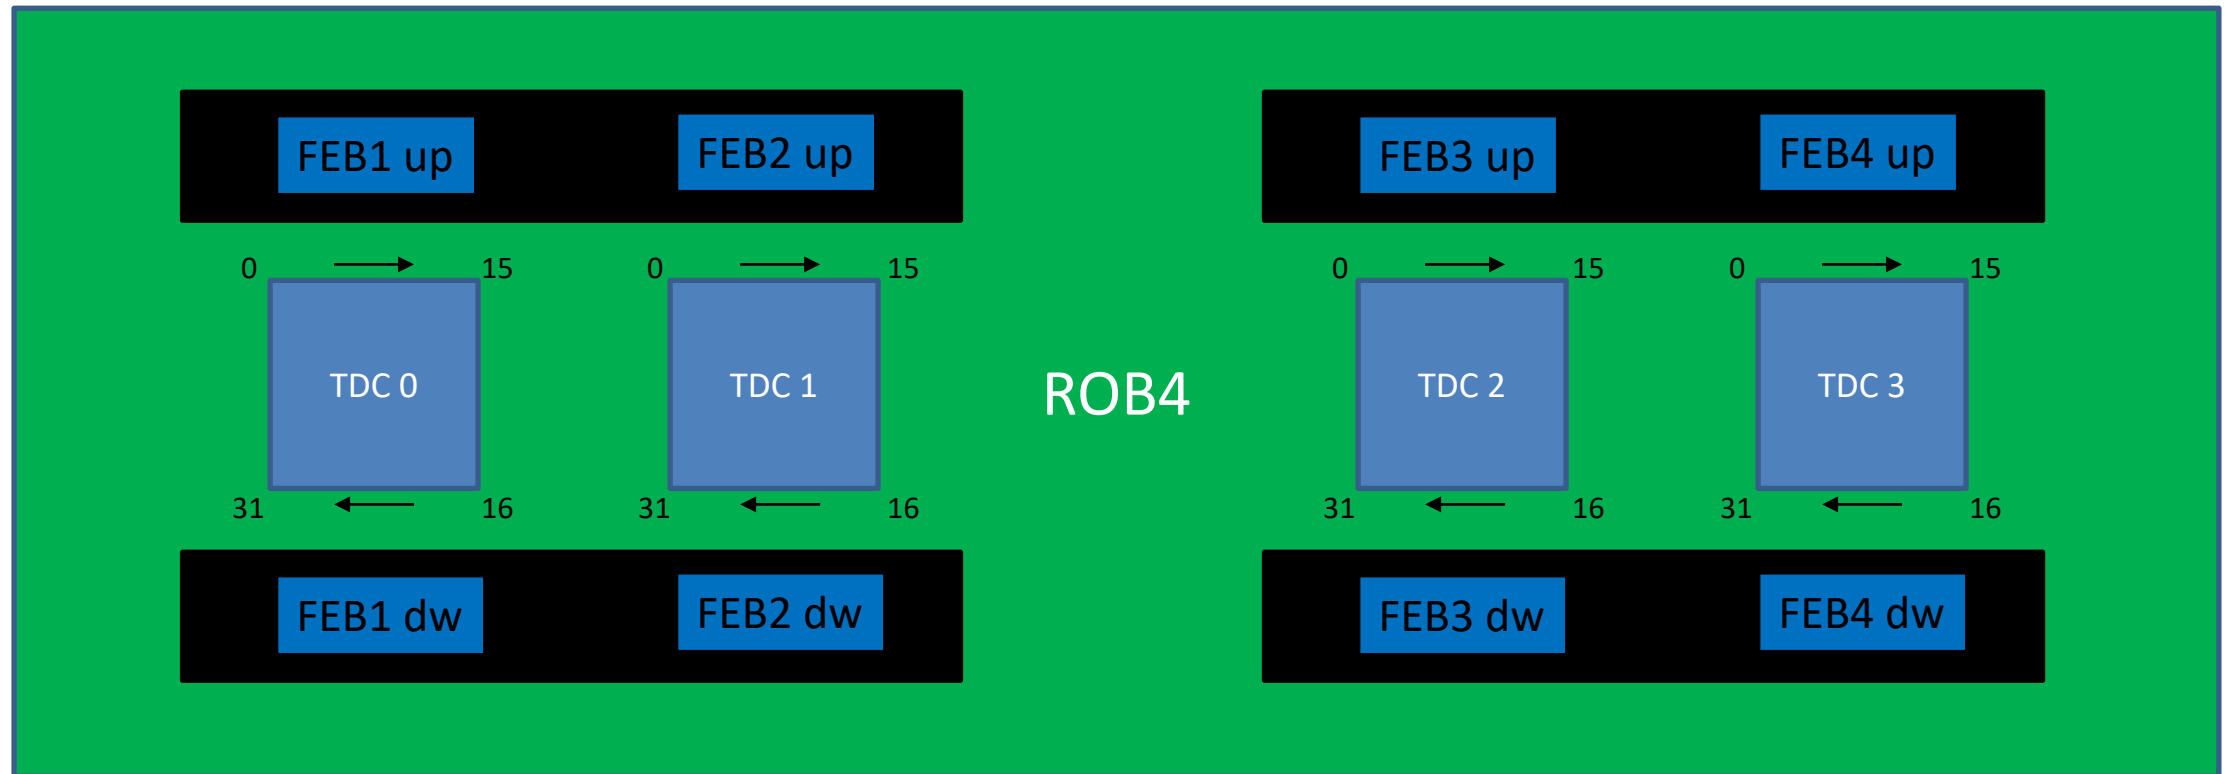 FEB1 up
FEB2 up
FEB3 up
FEB4 up
0
15
0
15
0
15
0
15
TDC 0
TDC 1
ROB4
TDC 2
TDC 3
31
16
31
16
31
16
31
16
FEB1 dw
FEB2 dw
FEB3 dw
FEB4 dw